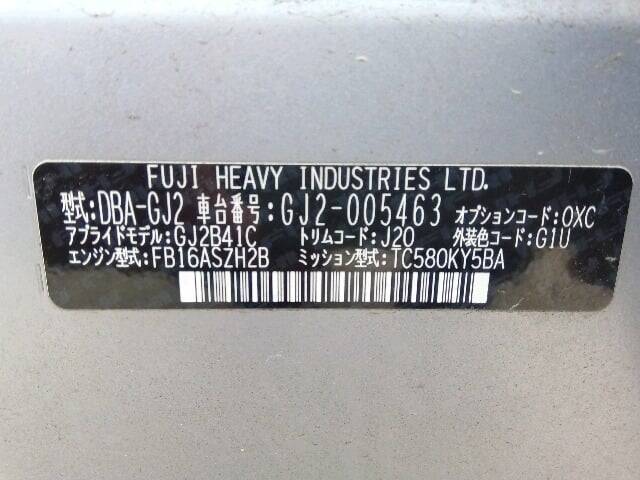 FUJI HEAVY INDUSTRIES LTD.
型式:DBA-GJ2 車台番号:GJ2-005463 オプションコード:OXC
アプライドモデル:GJ2B41C トリムコード:J20 外装色コード:G1U
エンジン型式:FB16ASZH2B ミッション型式:TC580KY5BA